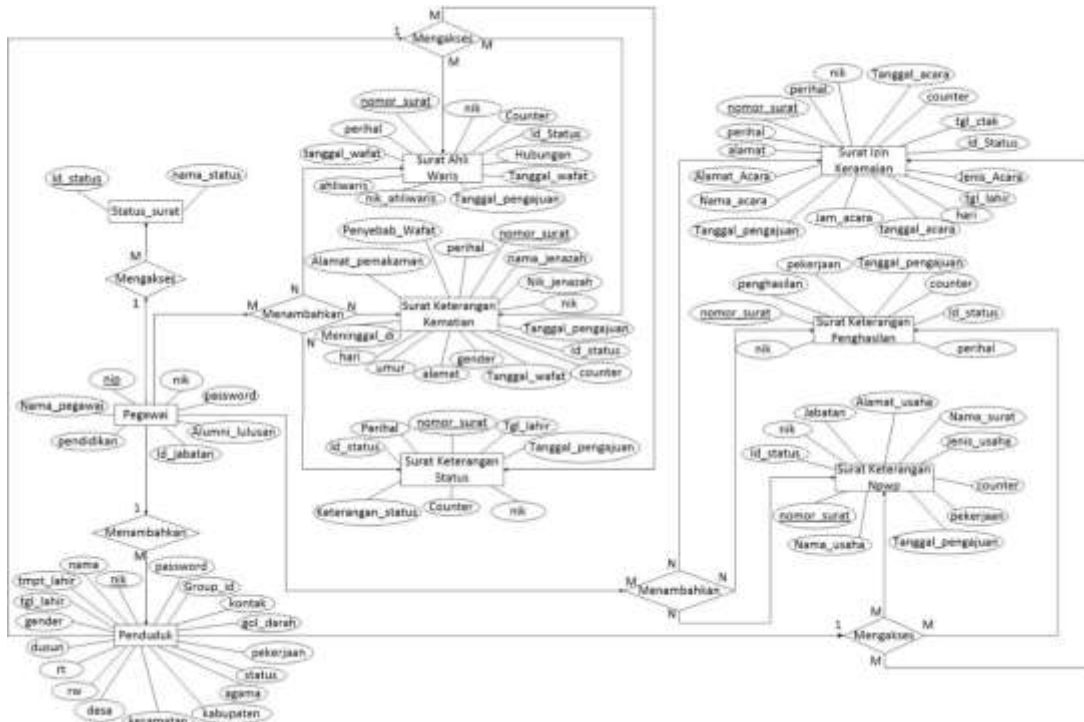 M
1
Mengakses
M
M
nomor_surat
nik
Counter
perihal
Id_Status
tanggal_wafat
Surat Ahli
Waris
Hubungan
Tanggal_wafat
ahliwaris
nik_ahliwaris
Tanggal_pengajuan
id_status
nama_status
Status_surat
M
Mengakses
1
Penyebab_Wafat
nomor_surat
perihal
nama_jenazah
Alamat_pemakaman
Nik_jenazah
nik
N
M
Menambahkan
N
N
Surat Keterangan
Kematian
Meninggal_di
Tanggal_pengajuan
id_status
hari
umur
alamat
gender
Tanggal_wafat
counter
nip
nik
Nama_pegawai
Pegawai
password
pendidikan
Alumni_lulusan
Id_jabatan
Perihal
nomor_surat
Tgl_lahir
id_status
Tanggal_pengajuan
Surat Keterangan
Status
Keterangan_status
Counter
nik
1
Menambahkan
M
nama
nik
password
tmpt_lahir
Group_id
tgl_lahir
kontak
gender
gol_darah
Penduduk
dusun
pekerjaan
rt
status
rw
agama
desa
kabupaten
kecamatan
nik
Tanggal_acara
perihal
counter
nomor_surat
tgl_ctak
perihal
id_Status
alamat
Surat Izin
Keramaian
Alamat_Acara
Jenis_Acara
Nama_acara
tgl_lahir
hari
Jam_acara
tanggal_acara
Tanggal_pengajuan
pekerjaan
Tanggal_pengajuan
penghasilan
counter
nomor_surat
Id_status
Surat Keterangan
Penghasilan
nik
perihal
Alamat_usaha
Jabatan
Nama_surat
nik
Jenis_usaha
Id_status
Surat Keterangan
Npwp
counter
nomor_surat
pekerjaan
Nama_usaha
Tanggal_pengajuan
N
N
M
Menambahkan
N
M
1
Mengakses
M
M